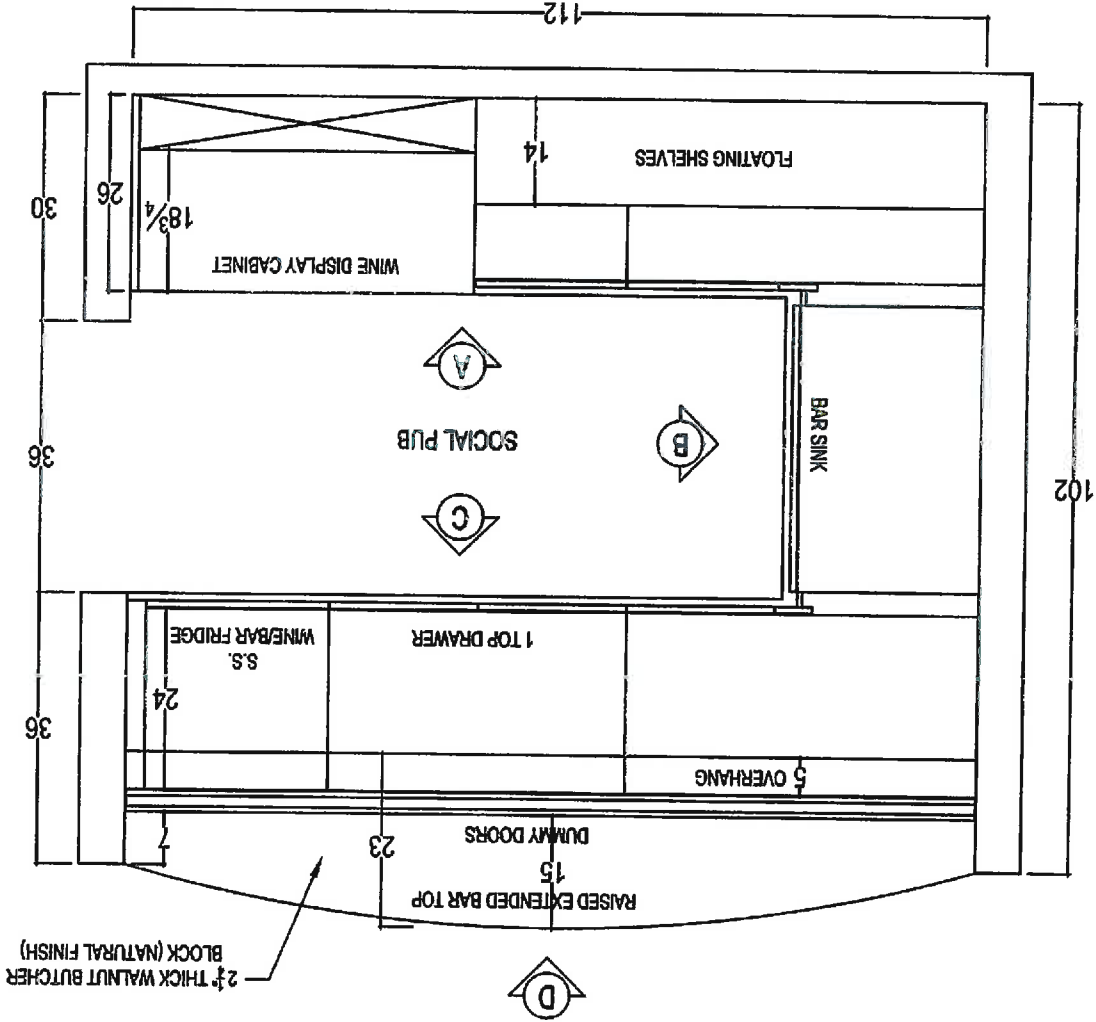 112
14
FLOATING SHELVES
26
30
18¾
WINE DISPLAY CABINET
A
BAR SINK
B
SOCIAL PUB
36
102
C
1 TOP DRAWER
S.S.
WINE/BAR FRIDGE
24
36
5 OVERHANG
DUMMY DOORS
23
7
15
RAISED EXTENDED BAR TOP
2¼" THICK WALNUT BUTCHER
BLOCK (NATURAL FINISH)
D